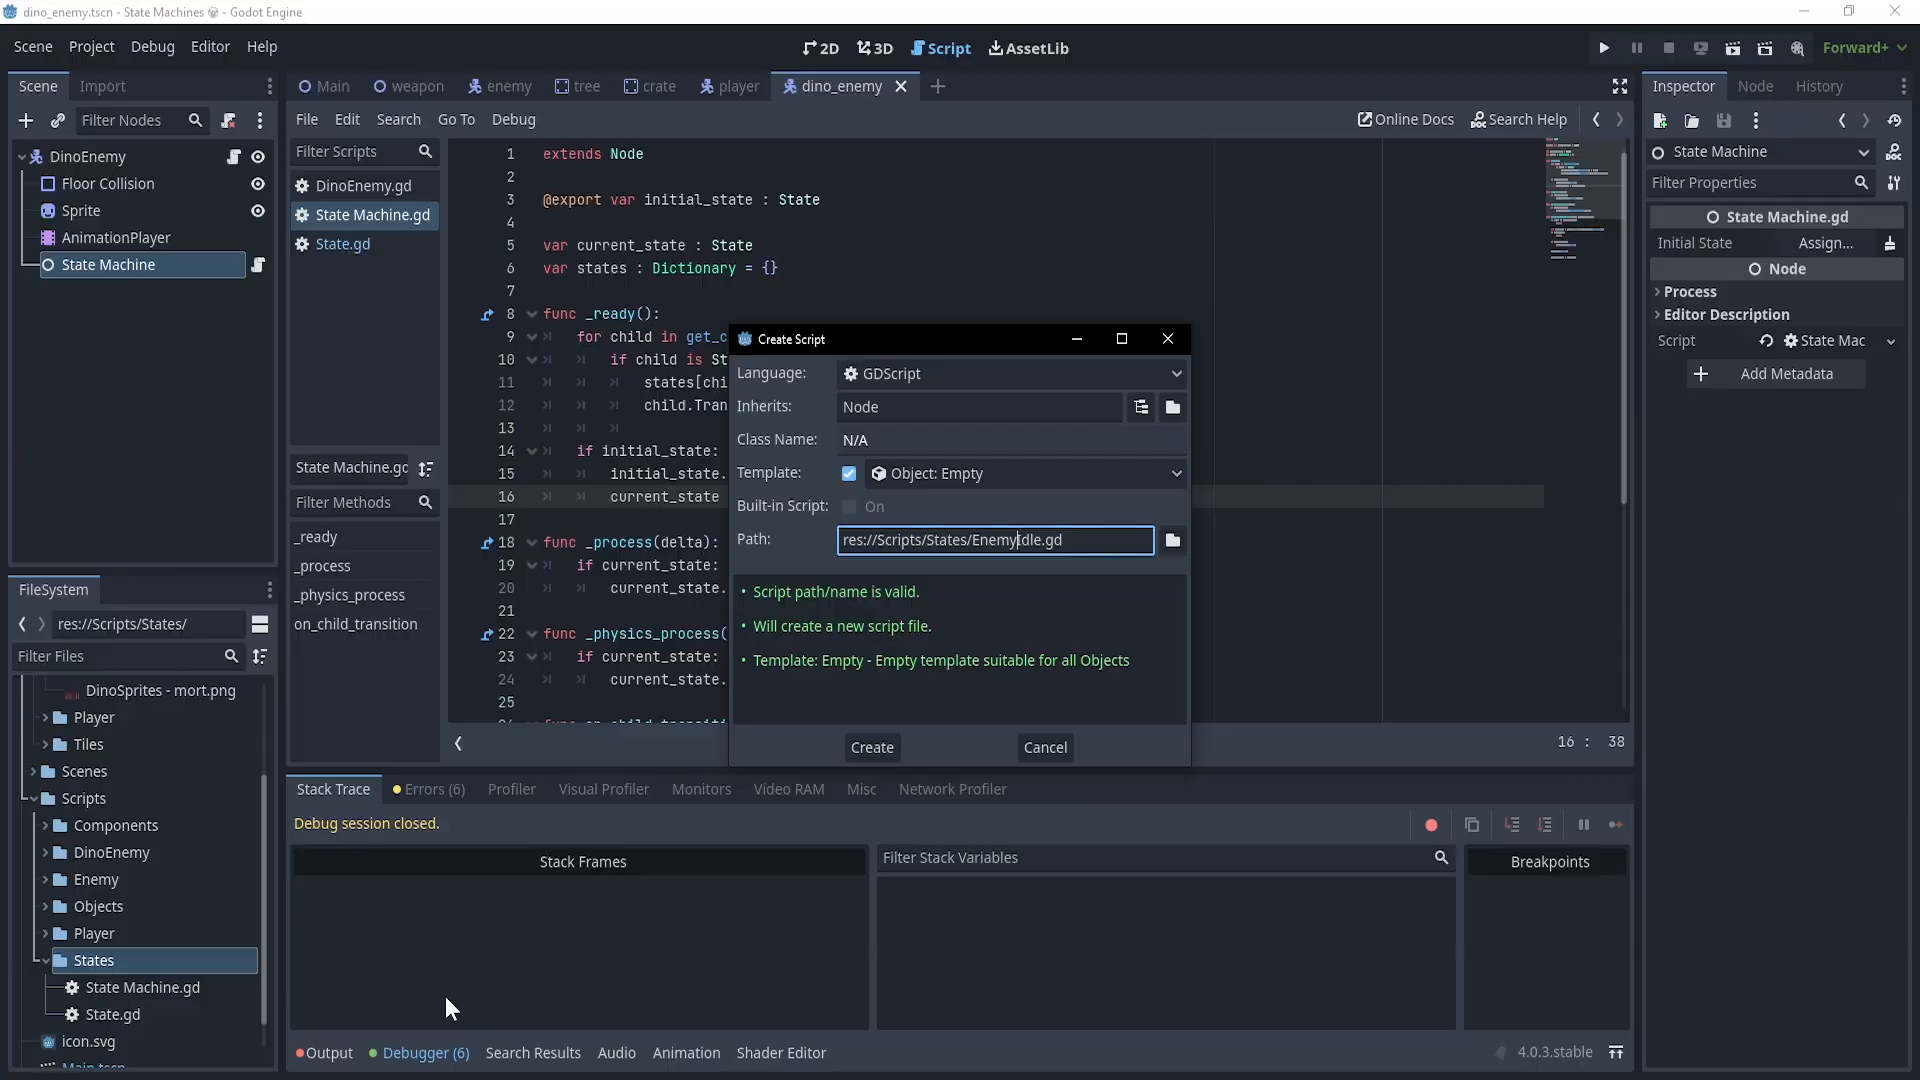 dino_enemy.tscn - State Machines - Godot Engine
Scene Project Debug Editor Help
2D 3D Script AssetLib
Forward+
Scene Import
Main weapon enemy tree crate player dino_enemy
Inspector Node History
Filter Nodes
File Edit Search Go To Debug
Online Docs Search Help
DinoEnemy
Floor Collision
Sprite
AnimationPlayer
State Machine
Filter Scripts
DinoEnemy.gd
State Machine.gd
State.gd
State Machine.gd
Filter Methods
_ready
_process
_physics_process
on_child_transition
1 extends Node
2
3 @export var initial_state : State
4
5 var current_state : State
6 var states : Dictionary = {}
7
8 func _ready():
9 for child in get_c
10 if child is St
11 states[chi
12 child.Tran
13
14 if initial_state:
15 initial_state.
16 current_state
17
18 func _process(delta):
19 if current_state:
20 current_state.
21
22 func _physics_process(
23 if current_state:
24 current_state.
25
16 : 38
Create Script
Language: GDScript
Inherits: Node
Class Name: N/A
Template: Object: Empty
Built-in Script: On
Path: res://Scripts/States/EnemyIdle.gd
• Script path/name is valid.
• Will create a new script file.
• Template: Empty - Empty template suitable for all Objects
Create Cancel
State Machine
Filter Properties
State Machine.gd
Initial State Assign...
Node
Process
Editor Description
Script State Mac
Add Metadata
FileSystem
res://Scripts/States/
Filter Files
DinoSprites - mort.png
Player
Tiles
Scenes
Scripts
Components
DinoEnemy
Enemy
Objects
Player
States
State Machine.gd
State.gd
icon.svg
Main.tscn
Stack Trace Errors (6) Profiler Visual Profiler Monitors Video RAM Misc Network Profiler
Debug session closed.
Stack Frames
Filter Stack Variables
Breakpoints
Output Debugger (6) Search Results Audio Animation Shader Editor
4.0.3.stable